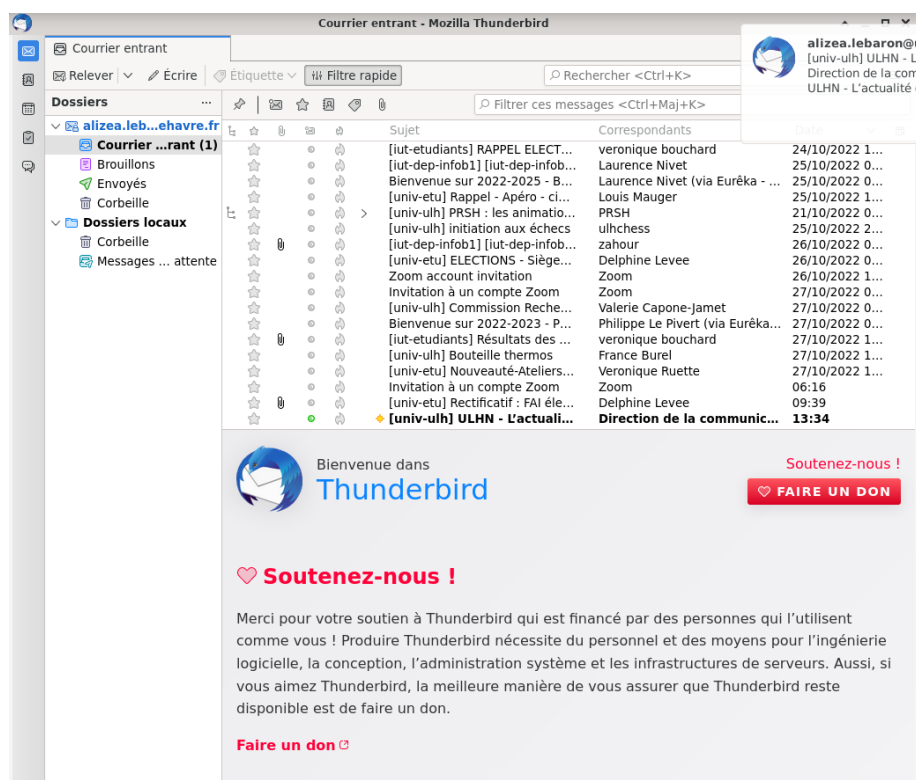 Courrier entrant - Mozilla Thunderbird
Courrier entrant
alizea.lebaron@
[univ-ulh] ULHN - L
Direction de la com
ULHN - L'actualité
Relever Écrire Étiquette Filtre rapide Rechercher <Ctrl+K>
Dossiers ...
Filtrer ces messages <Ctrl+Maj+K>
alizea.leb...ehavre.fr
Courrier ...rant (1)
Brouillons
Envoyés
Corbeille
Dossiers locaux
Corbeille
Messages ... attente
Sujet Correspondants Date
[iut-etudiants] RAPPEL ELECT... veronique bouchard 24/10/2022 1...
[iut-dep-infob1] [iut-dep-infob... Laurence Nivet 25/10/2022 0...
Bienvenue sur 2022-2025 - B... Laurence Nivet (via Eurêka - ... 25/10/2022 0...
[univ-etu] Rappel - Apéro - ci... Louis Mauger 25/10/2022 1...
[univ-ulh] PRSH : les animatio... PRSH 21/10/2022 0...
[univ-ulh] initiation aux échecs ulhchess 25/10/2022 2...
[iut-dep-infob1] [iut-dep-infob... zahour 26/10/2022 0...
[univ-etu] ELECTIONS - Siège... Delphine Levee 26/10/2022 0...
Zoom account invitation Zoom 26/10/2022 1...
Invitation à un compte Zoom Zoom 27/10/2022 0...
[univ-ulh] Commission Reche... Valerie Capone-Jamet 27/10/2022 0...
Bienvenue sur 2022-2023 - P... Philippe Le Pivert (via Eurêka... 27/10/2022 0...
[iut-etudiants] Résultats des ... veronique bouchard 27/10/2022 1...
[univ-ulh] Bouteille thermos France Burel 27/10/2022 1...
[univ-etu] Nouveauté-Ateliers... Veronique Ruette 27/10/2022 1...
Invitation à un compte Zoom Zoom 06:16
[univ-etu] Rectificatif : FAI éle... Delphine Levee 09:39
[univ-ulh] ULHN - L'actuali... Direction de la communic... 13:34
Bienvenue dans
Thunderbird
Soutenez-nous !
FAIRE UN DON
Soutenez-nous !
Merci pour votre soutien à Thunderbird qui est financé par des personnes qui l'utilisent
comme vous ! Produire Thunderbird nécessite du personnel et des moyens pour l'ingénierie
logicielle, la conception, l'administration système et les infrastructures de serveurs. Aussi, si
vous aimez Thunderbird, la meilleure manière de vous assurer que Thunderbird reste
disponible est de faire un don.
Faire un don